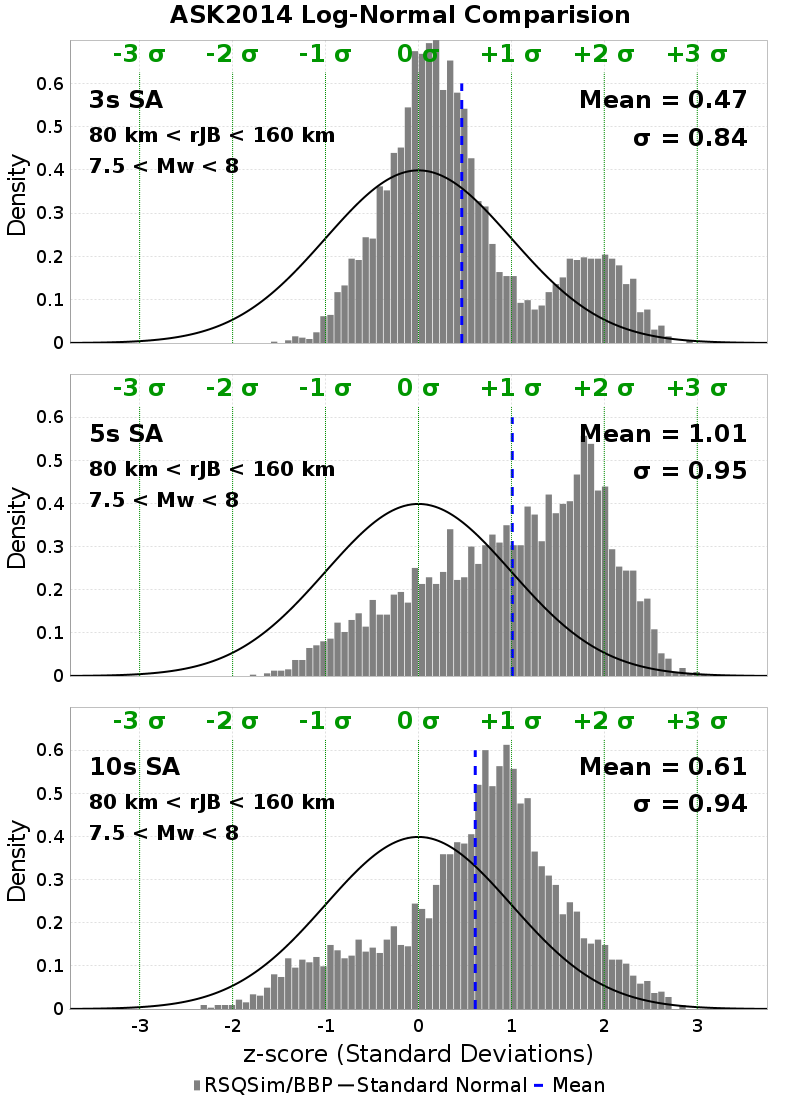 ASK2014 Log-Normal Comparision
-3 σ -2 σ -1 σ 0 σ +1 σ +2 σ +3 σ
3s SA Mean = 0.47
80 km < rJB < 160 km σ = 0.84
7.5 < Mw < 8
Density
0.6
0.5
0.4
0.3
0.2
0.1
0
-3 σ -2 σ -1 σ 0 σ +1 σ +2 σ +3 σ
5s SA Mean = 1.01
80 km < rJB < 160 km σ = 0.95
7.5 < Mw < 8
Density
0.6
0.5
0.4
0.3
0.2
0.1
0
-3 σ -2 σ -1 σ 0 σ +1 σ +2 σ +3 σ
10s SA Mean = 0.61
80 km < rJB < 160 km σ = 0.94
7.5 < Mw < 8
Density
0.6
0.5
0.4
0.3
0.2
0.1
0
-3 -2 -1 0 1 2 3
z-score (Standard Deviations)
RSQSim/BBP Standard Normal Mean